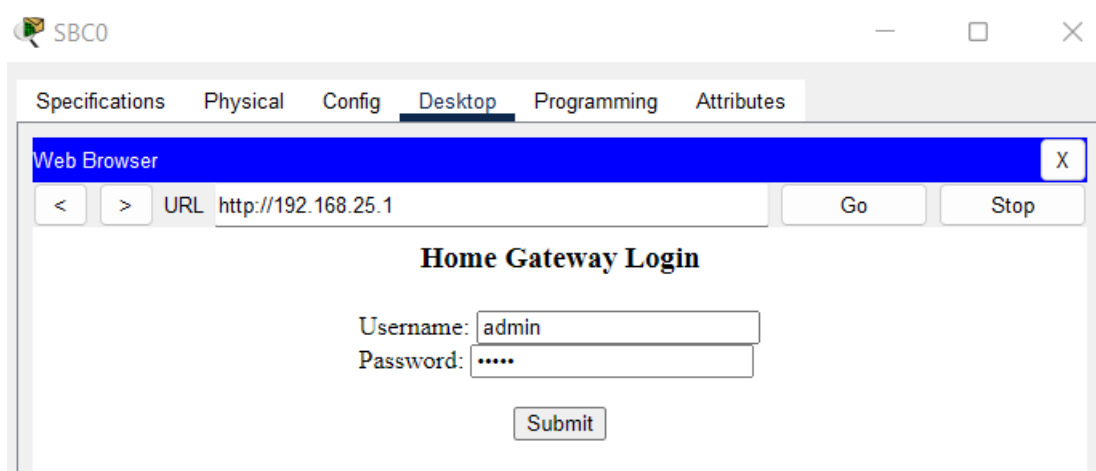 SBC0
Specifications Physical Config Desktop Programming Attributes
Web Browser X
< > URL http://192.168.25.1 Go Stop
Home Gateway Login
Username: admin
Password: •••••
Submit